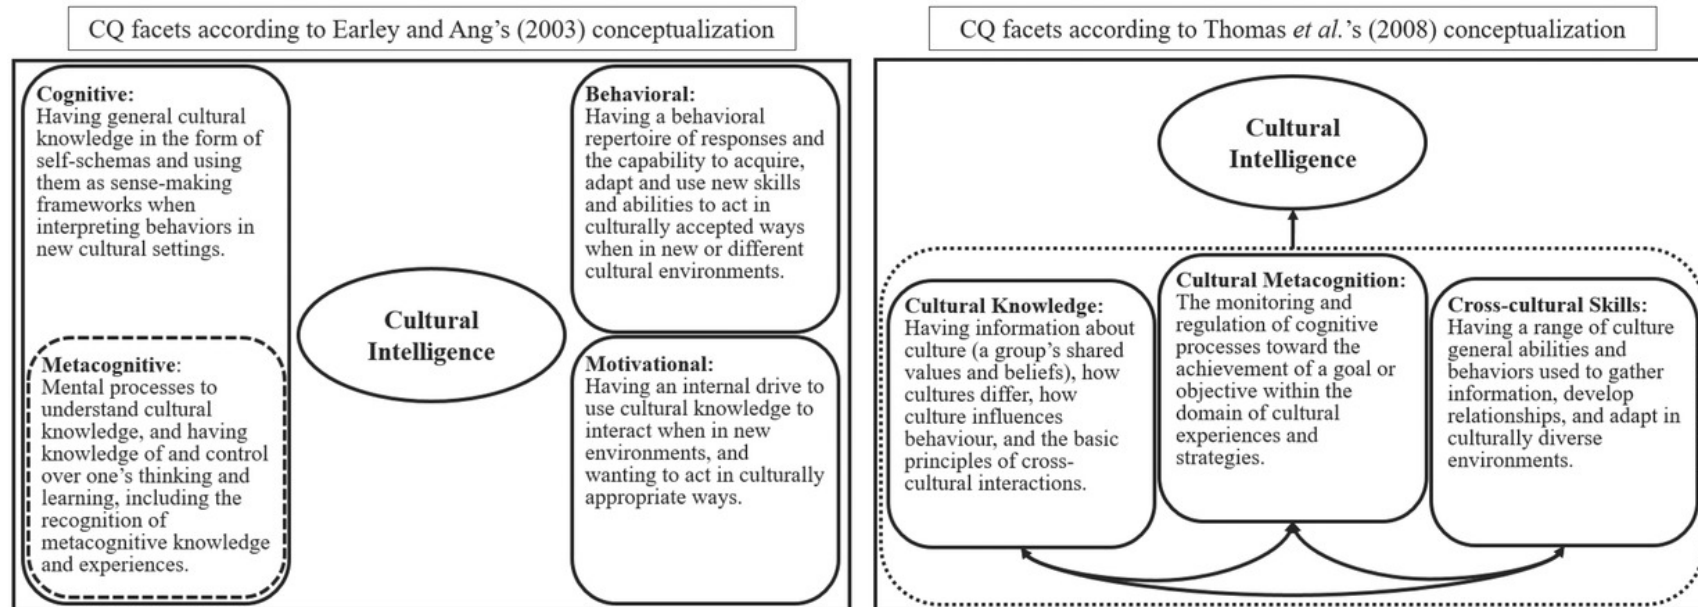 CQ facets according to Earley and Ang's (2003) conceptualization
Cognitive:
Having general cultural
knowledge in the form of
self-schemas and using
them as sense-making
frameworks when
interpreting behaviors in
new cultural settings.
Metacognitive:
Mental processes to
understand cultural
knowledge, and having
knowledge of and control
over one's thinking and
learning, including the
recognition of
metacognitive knowledge
and experiences.
Cultural
Intelligence
Behavioral:
Having a behavioral
repertoire of responses and
the capability to acquire,
adapt and use new skills
and abilities to act in
culturally accepted ways
when in new or different
cultural environments.
Motivational:
Having an internal drive to
use cultural knowledge to
interact when in new
environments, and
wanting to act in culturally
appropriate ways.
CQ facets according to Thomas et al.'s (2008) conceptualization
Cultural
Intelligence
Cultural Knowledge:
Having information about
culture (a group's shared
values and beliefs), how
cultures differ, how
culture influences
behaviour, and the basic
principles of cross-
cultural interactions.
Cultural Metacognition:
The monitoring and
regulation of cognitive
processes toward the
achievement of a goal or
objective within the
domain of cultural
experiences and
strategies.
Cross-cultural Skills:
Having a range of culture
general abilities and
behaviors used to gather
information, develop
relationships, and adapt in
culturally diverse
environments.